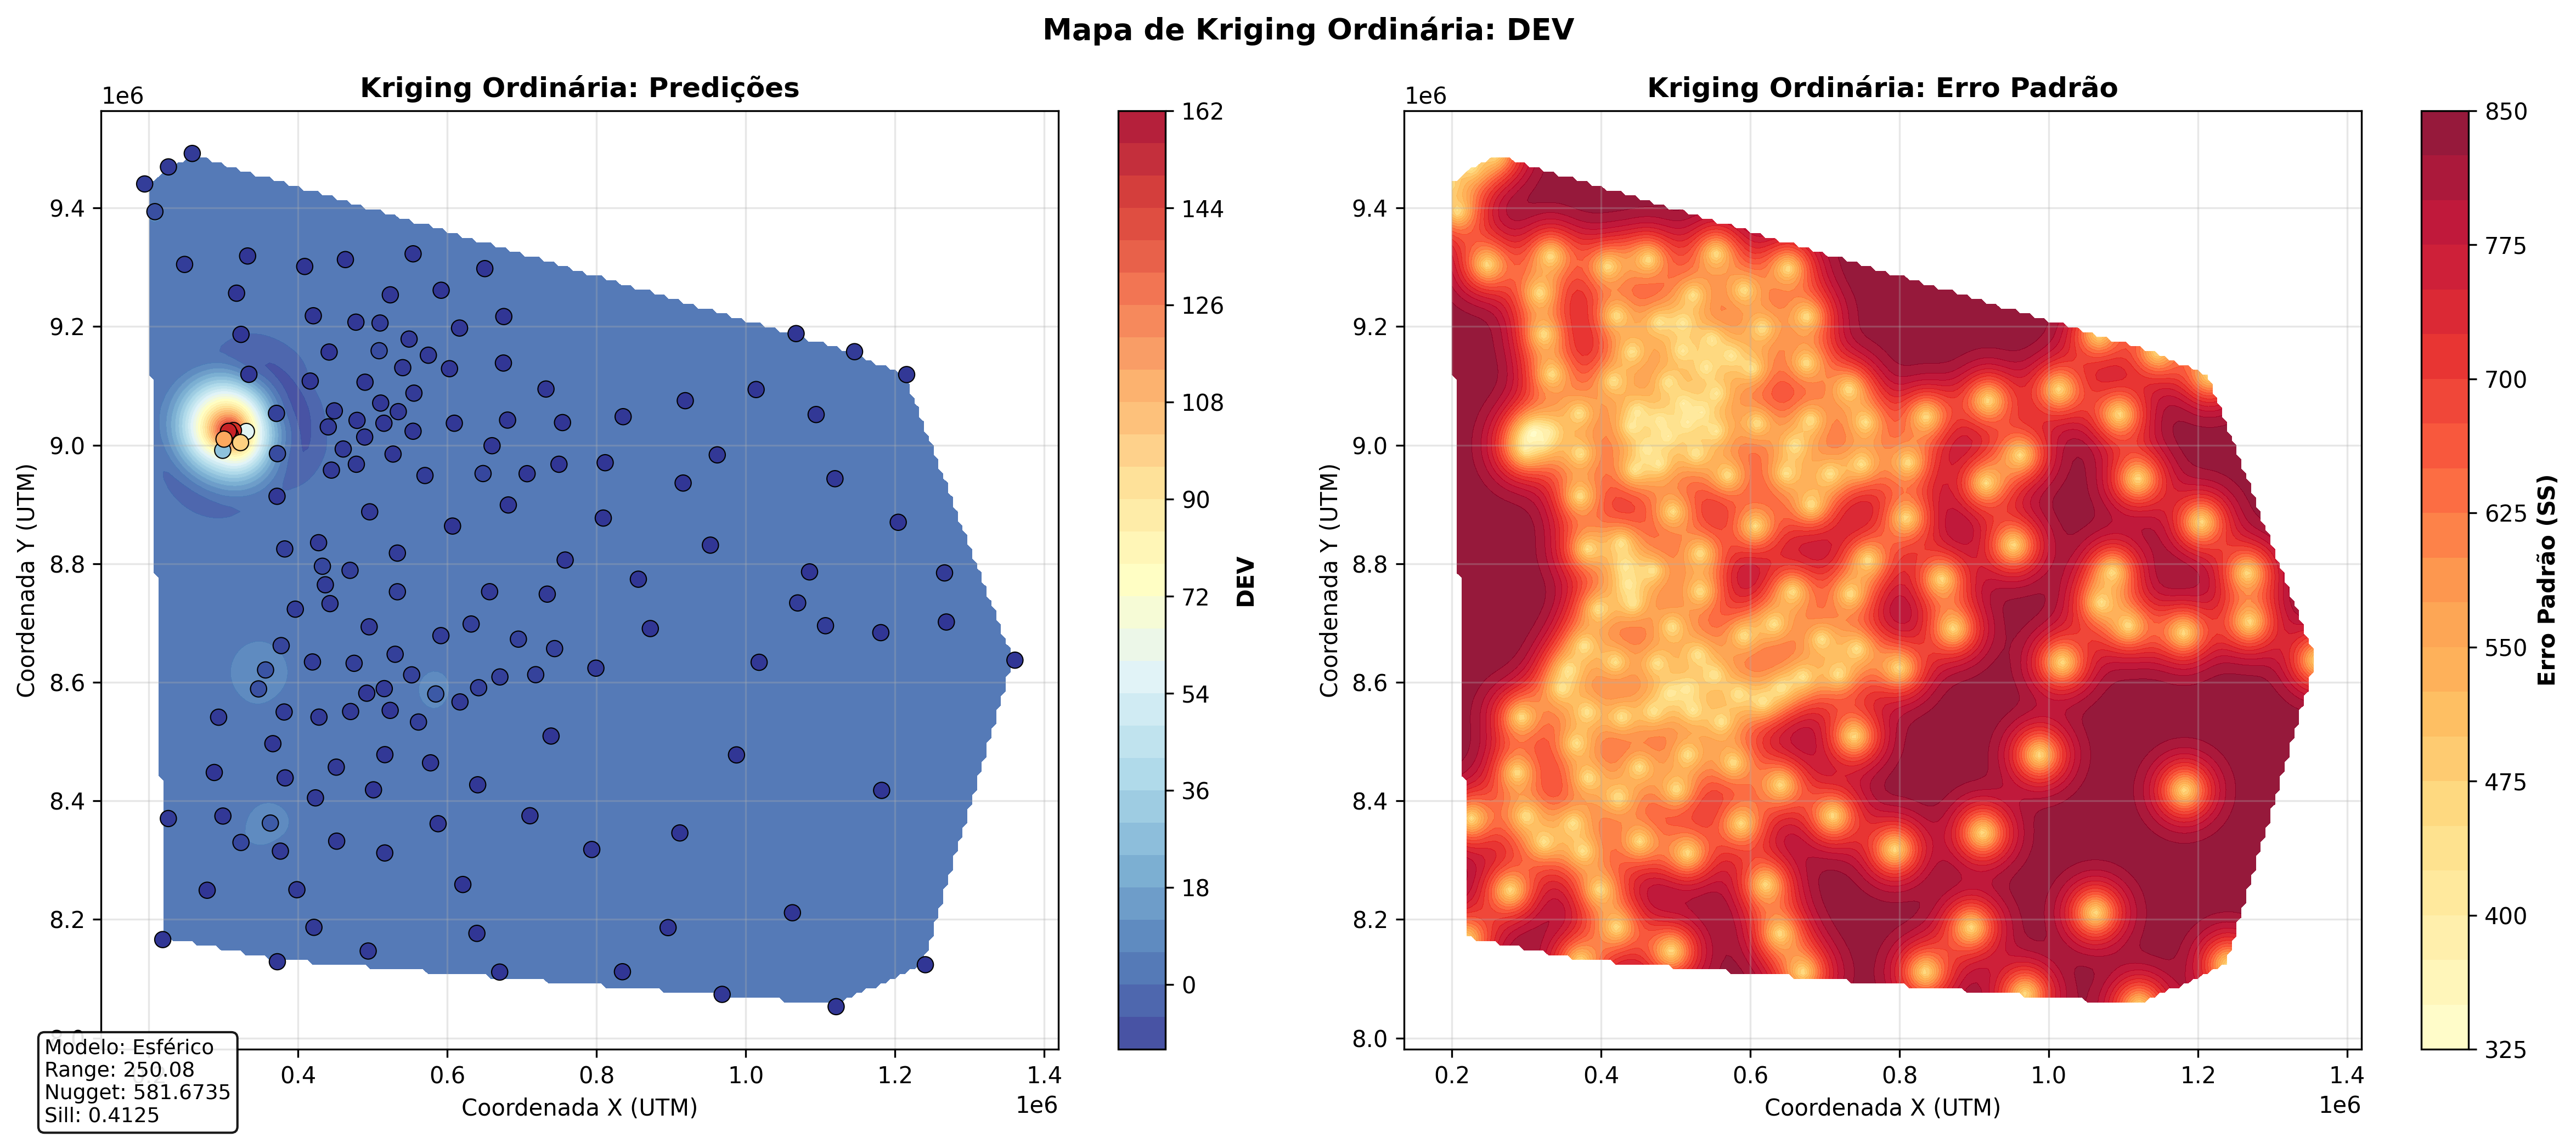 Mapa de Kriging Ordinária: DEV
Kriging Ordinária: Predições
1e6
9.4
9.2
9.0
8.8
8.6
8.4
8.2
Coordenada Y (UTM)
0.4
0.6
0.8
1.0
1.2
1.4
1e6
Coordenada X (UTM)
Modelo: Esférico
Range: 250.08
Nugget: 581.6735
Sill: 0.4125
162
144
126
108
90
72
54
36
18
0
DEV
Kriging Ordinária: Erro Padrão
1e6
9.4
9.2
9.0
8.8
8.6
8.4
8.2
8.0
Coordenada Y (UTM)
0.2
0.4
0.6
0.8
1.0
1.2
1.4
1e6
Coordenada X (UTM)
850
775
700
625
550
475
400
325
Erro Padrão (SS)